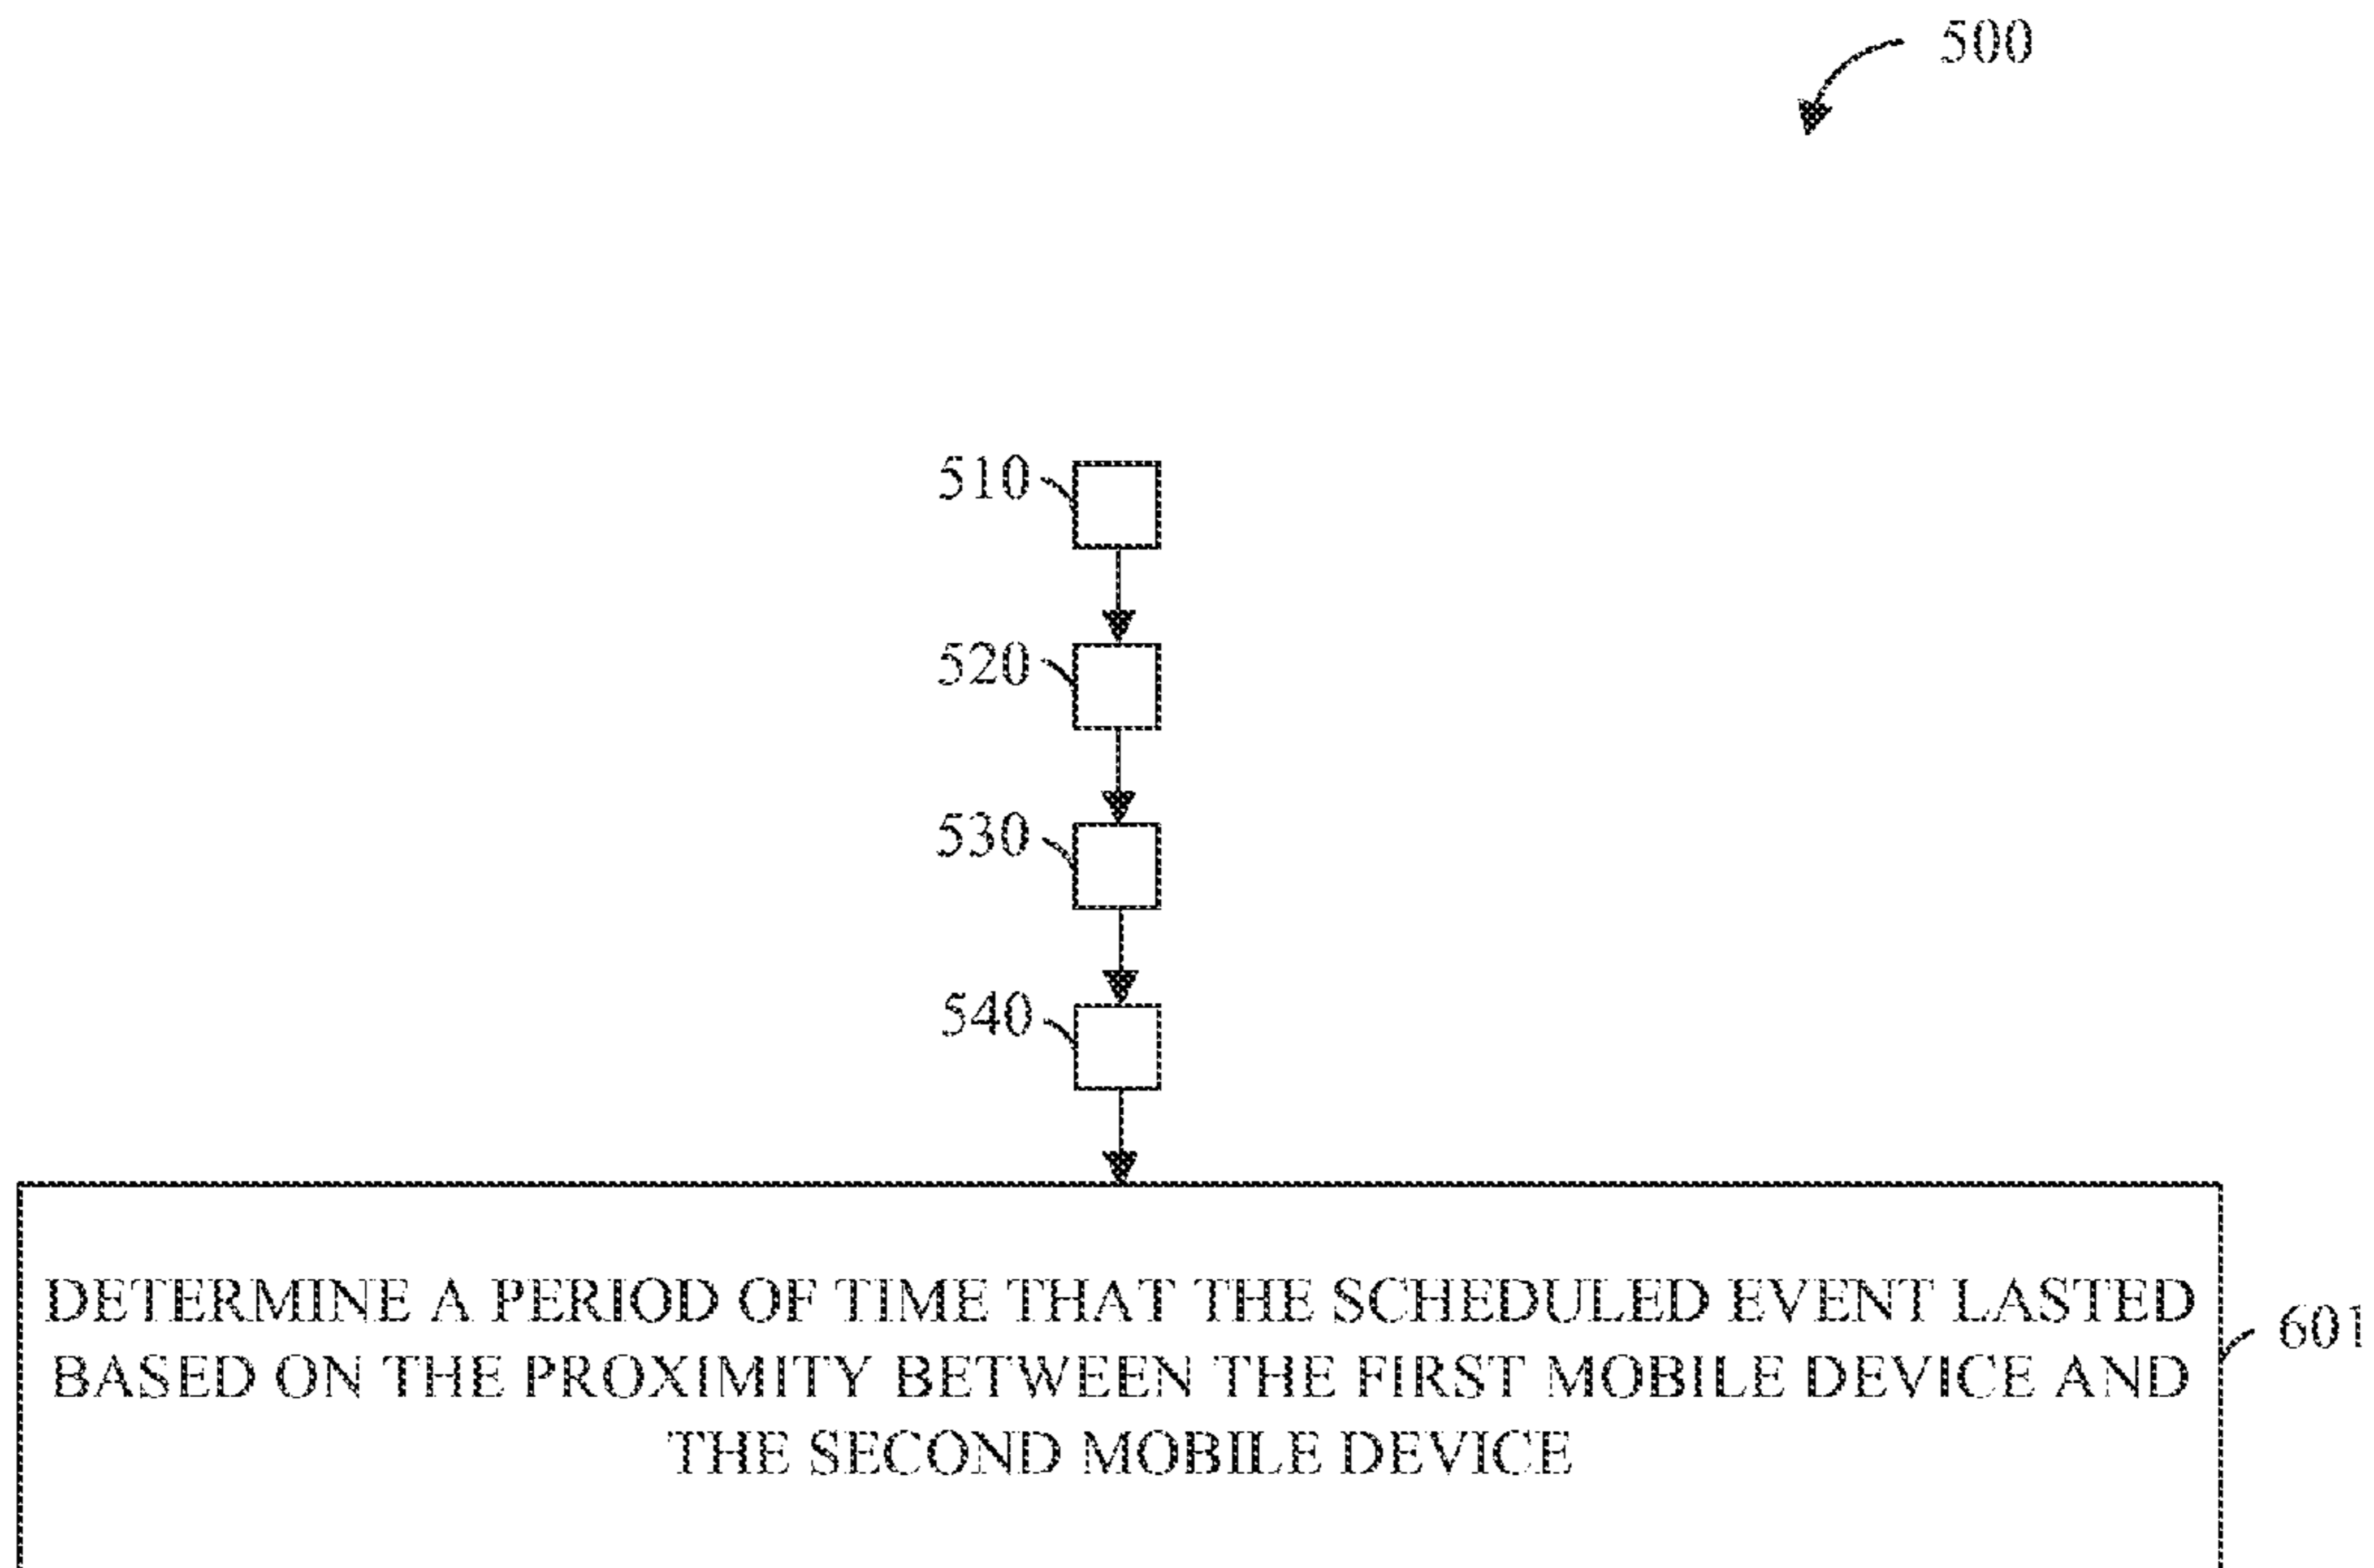 500
510
520
530
540
DETERMINE A PERIOD OF TIME THAT THE SCHEDULED EVENT LASTED
BASED ON THE PROXIMITY BETWEEN THE FIRST MOBILE DEVICE AND
THE SECOND MOBILE DEVICE
601